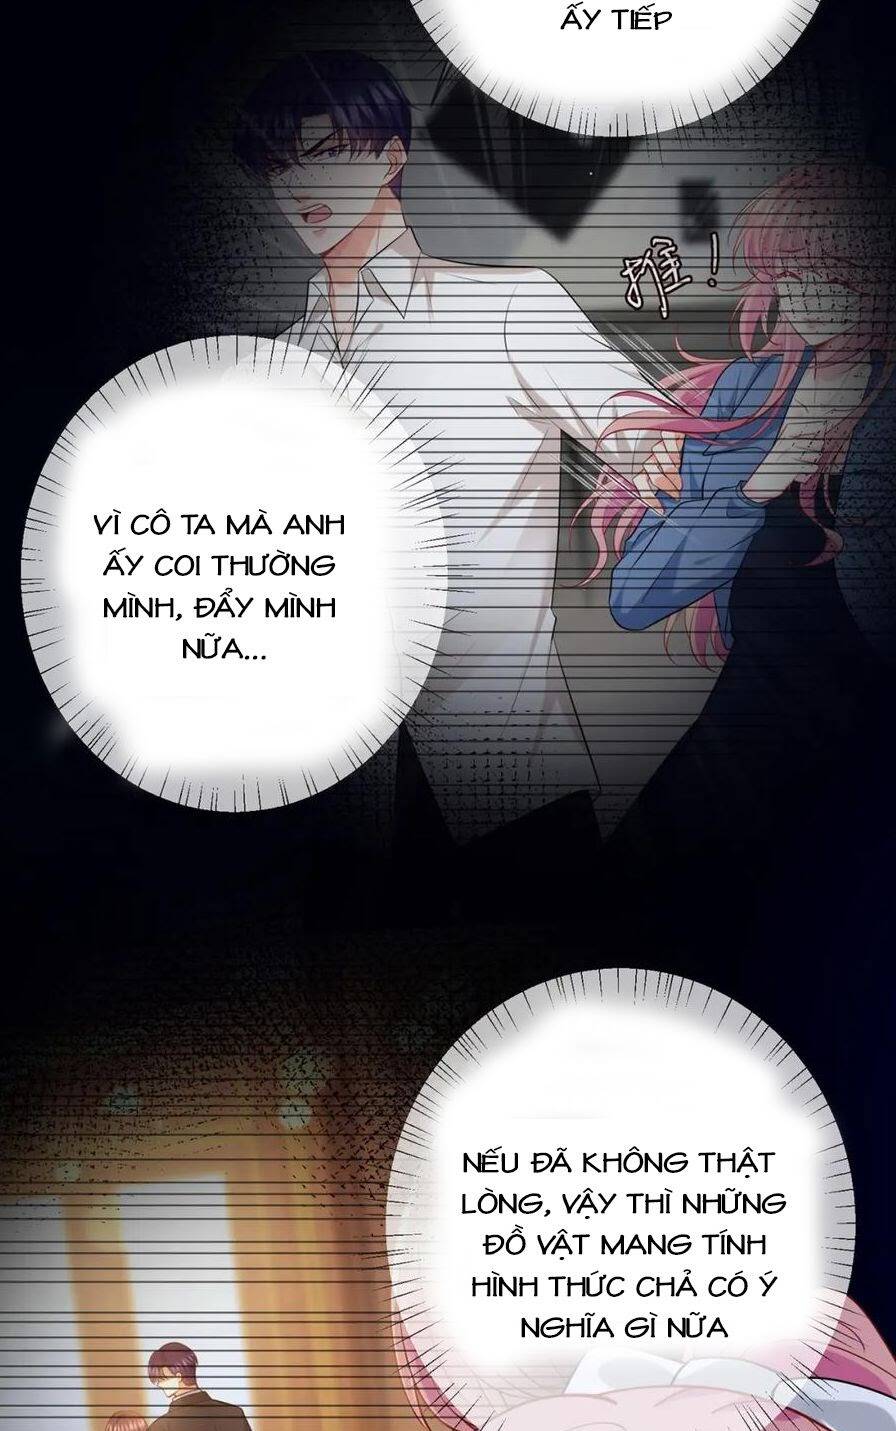 ẤY TIẾP
推!
VÌ CÔ TA MÀ ANH
ẤY COI THƯỜNG
MÌNH, ĐẨY MÌNH
NỮA...
NẾU ĐÃ KHÔNG THẬT
LÒNG, VẬY THÌ NHỮNG
ĐỒ VẬT MANG TÍNH
HÌNH THỨC CHẢ CÓ Ý
NGHĨA GÌ NỮA